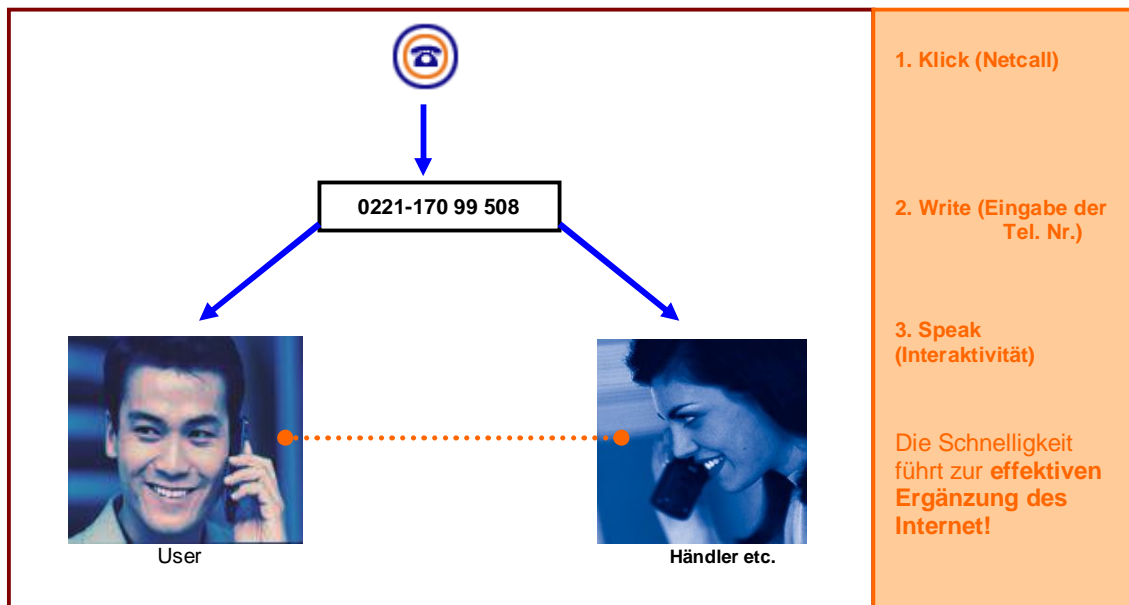 1. Klick (Netcall)
0221-170 99 508
2. Write (Eingabe der
Tel. Nr.)
3. Speak
(Interaktivität)
Die Schnelligkeit
führt zur effektiven
Ergänzung des
Internet!
User
Händler etc.